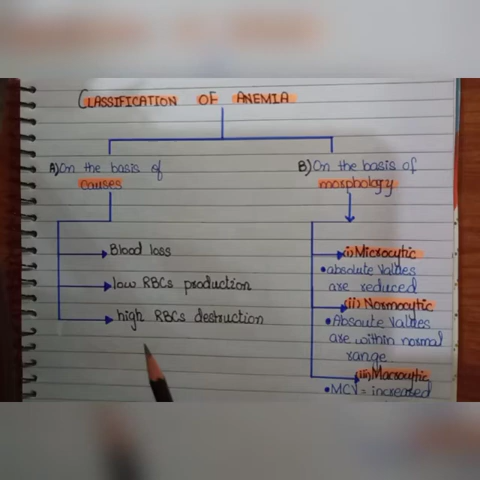 CLASSIFICATION OF ANEMIA
A) On the basis of
causes
Blood loss
low RBCs production
high RBCs destruction
B) On the basis of
morphology
i) Microcytic
• absolute values
are reduced
(ii) Normocytic
• Absoute values
are within normal
range
(iii) Macrocytic
• MCV = increased